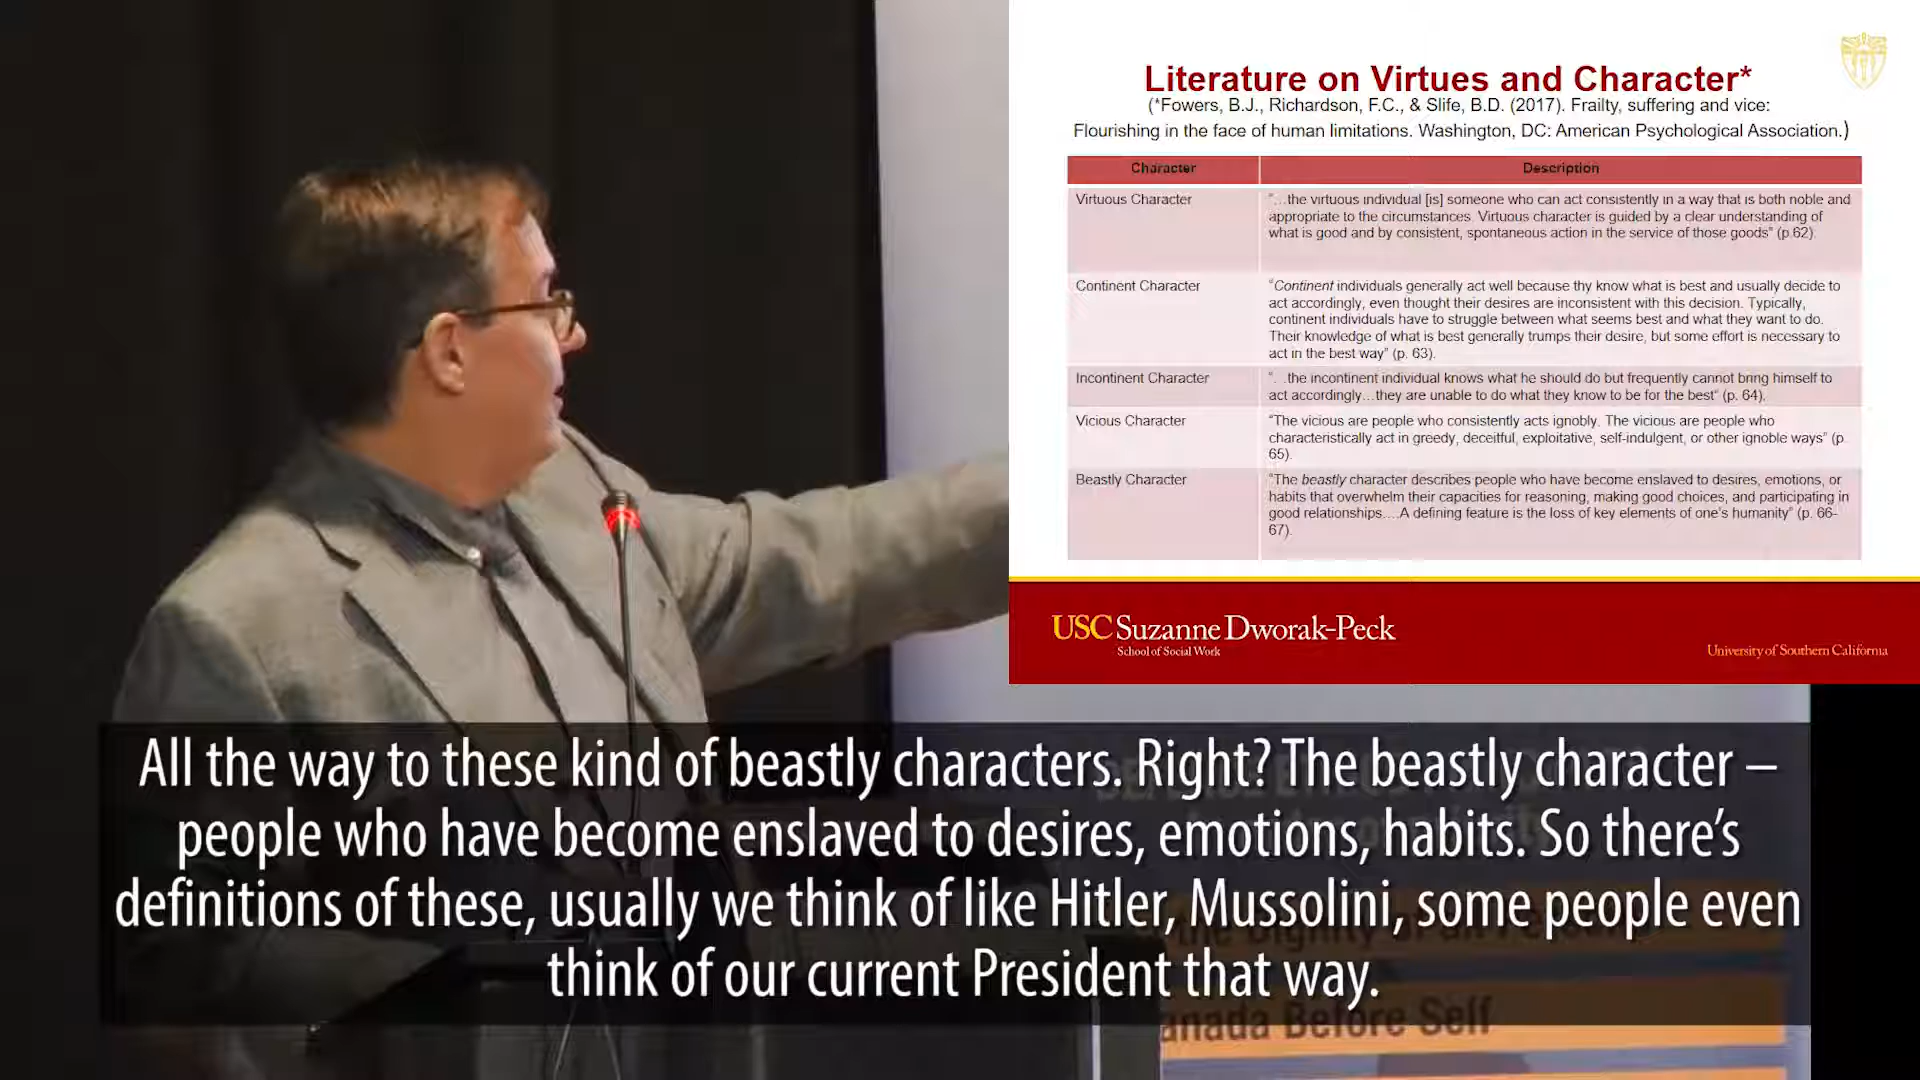 Literature on Virtues and Character*
(*Fowers, B.J., Richardson, F.C., & Slife, B.D. (2017). Frailty, suffering and vice:
Flourishing in the face of human limitations. Washington, DC: American Psychological Association.)
Character Description
Virtuous Character
"…the virtuous individual [is] someone who can act consistently in a way that is both noble and
appropriate to the circumstances. Virtuous character is guided by a clear understanding of
what is good and by consistent, spontaneous action in the service of those goods" (p.62).
Continent Character
"Continent individuals generally act well because thy know what is best and usually decide to
act accordingly, even thought their desires are inconsistent with this decision. Typically,
continent individuals have to struggle between what seems best and what they want to do.
Their knowledge of what is best generally trumps their desire, but some effort is necessary to
act in the best way" (p. 63).
Incontinent Character
"…the incontinent individual knows what he should do but frequently cannot bring himself to
act accordingly…they are unable to do what they know to be for the best" (p. 64).
Vicious Character
"The vicious are people who consistently acts ignobly. The vicious are people who
characteristically act in greedy, deceitful, exploitative, self-indulgent, or other ignoble ways" (p.
65).
Beastly Character
"The beastly character describes people who have become enslaved to desires, emotions, or
habits that overwhelm their capacities for reasoning, making good choices, and participating in
good relationships….A defining feature is the loss of key elements of one's humanity" (p. 66-
67).
USC Suzanne Dworak-Peck
School of Social Work
University of Southern California
All the way to these kind of beastly characters. Right? The beastly character –
people who have become enslaved to desires, emotions, habits. So there's
definitions of these, usually we think of like Hitler, Mussolini, some people even
think of our current President that way.
the Dignity of all
anada Before Self